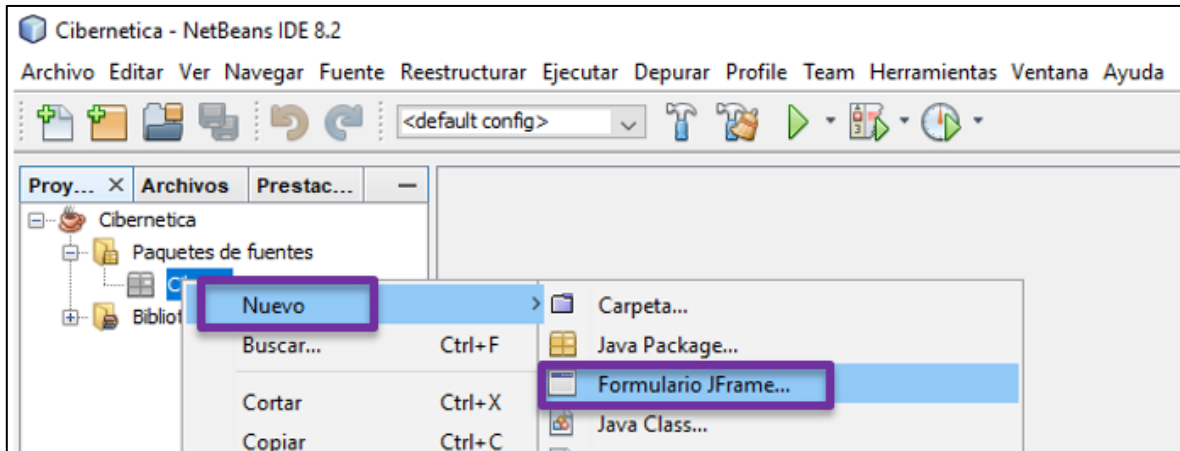 Cibernetica - NetBeans IDE 8.2
Archivo Editar Ver Navegar Fuente Reestructurar Ejecutar Depurar Profile Team Herramientas Ventana Ayuda
<default config>
Proy... Archivos Prestac...
Cibernetica
Paquetes de fuentes
Nuevo
Buscar... Ctrl+F
Cortar Ctrl+X
Copiar Ctrl+C
Carpeta...
Java Package...
Formulario JFrame...
Java Class...